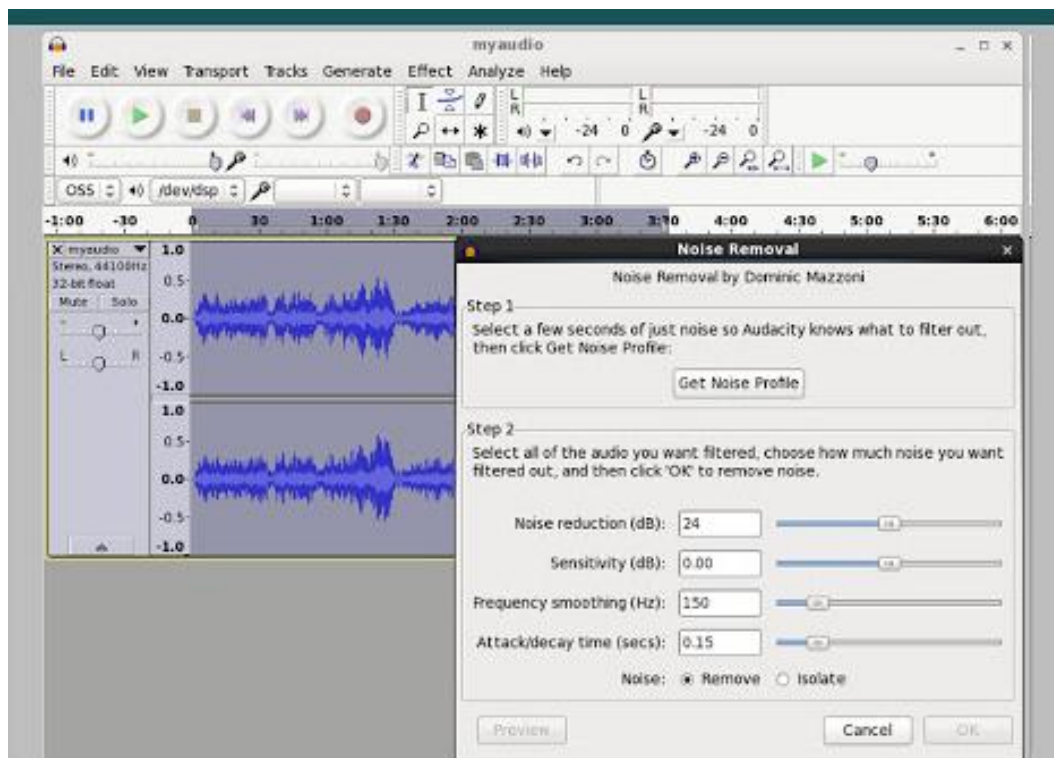 myaudio
File Edit View Transport Tracks Generate Effect Analyze Help
L
R
L
R
-24 0 -24 0
OSS /dev/dsp
-1:00 -30 0 30 1:00 1:30 2:00 2:30 3:00 3:30 4:00 4:30 5:00 5:30 6:00
myaudio
Stereo, 44100Hz
32-bit float
Mute Solo
- +
L R
1.0
0.5
0.0
-0.5
-1.0
1.0
0.5
0.0
-0.5
-1.0
Noise Removal
Noise Removal by Dominic Mazzoni
Step 1
Select a few seconds of just noise so Audacity knows what to filter out,
then click Get Noise Profile:
Get Noise Profile
Step 2
Select all of the audio you want filtered, choose how much noise you want
filtered out, and then click 'OK' to remove noise.
Noise reduction (dB): 24
Sensitivity (dB): 0.00
Frequency smoothing (Hz): 150
Attack/decay time (secs): 0.15
Noise: Remove Isolate
Preview Cancel OK